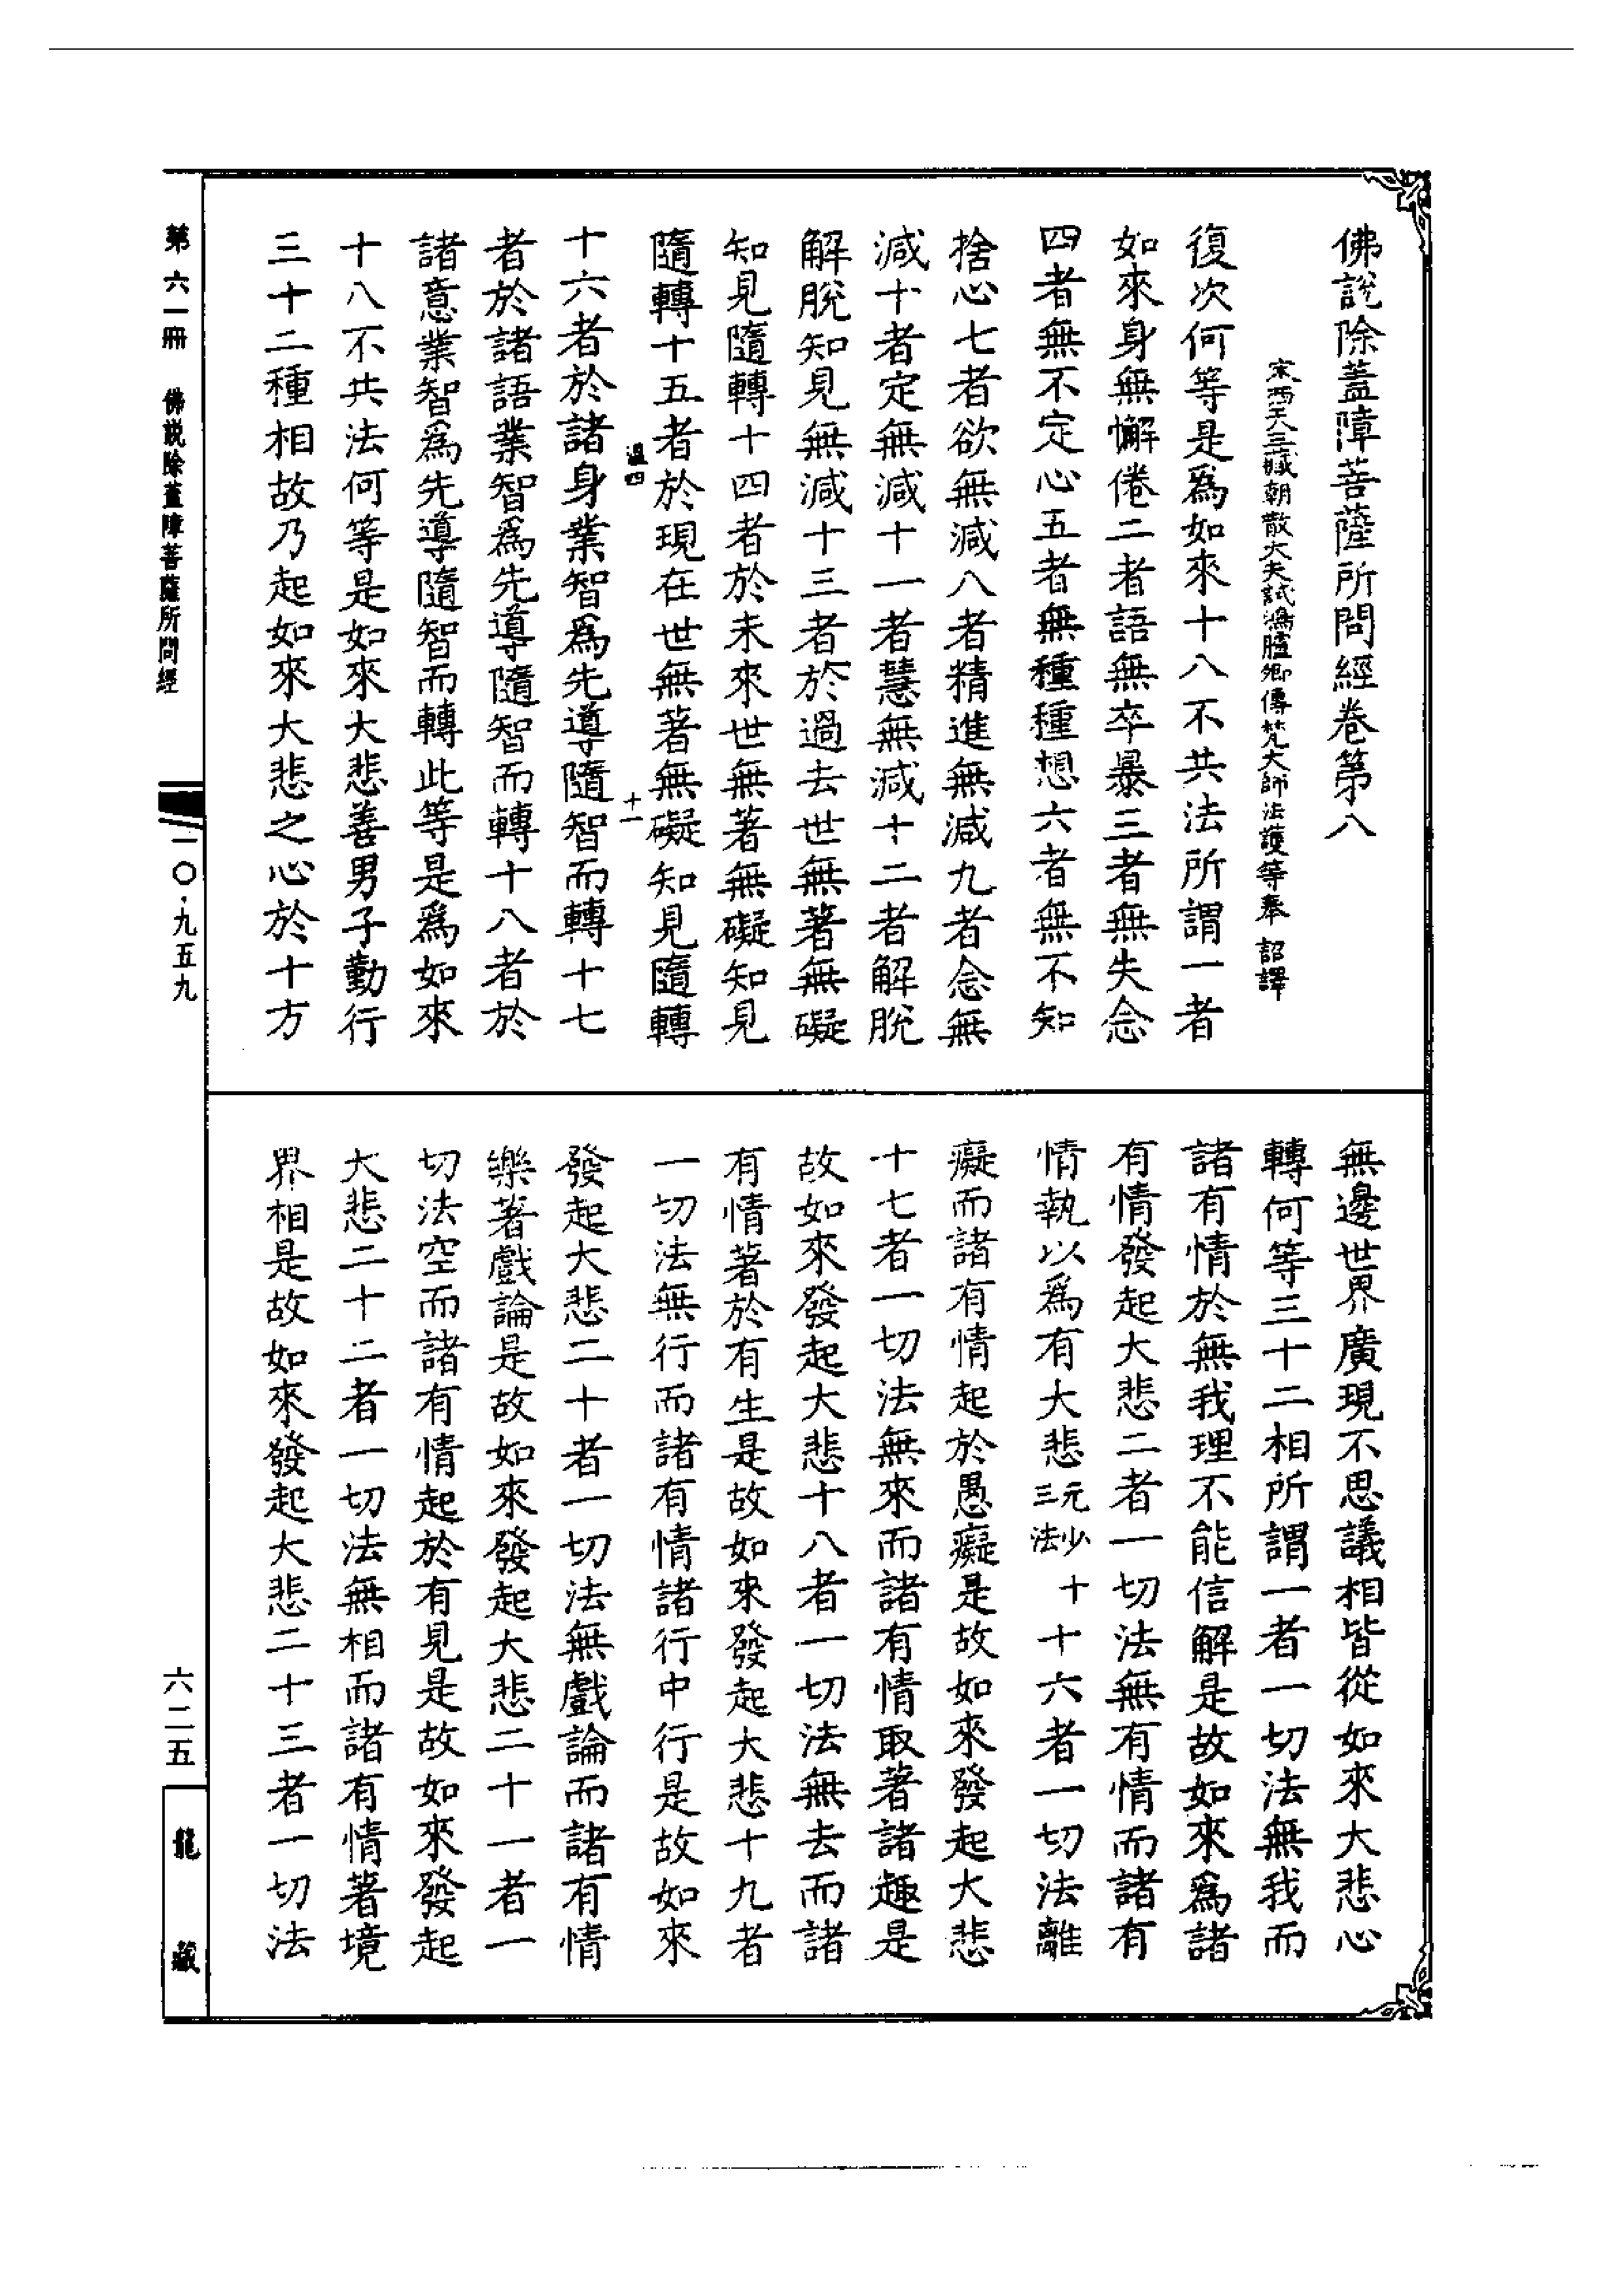 佛說除蓋障菩薩所問經卷第八
宋西天三藏朝散大夫試鴻臚卿傳梵大師法護等奉 詔譯
復次何等是爲如來十八不共法所謂一者
如來身無懈倦二者語無卒暴三者無失念
四者無不定心五者無種種想六者無不知
捨心七者欲無減八者精進無減九者念無
減十者定無減十一者慧無減十二者解脫
解脫知見無減十三者於過去世無著無礙
知見隨轉十四者於未來世無著無礙知見
隨轉十五者於現在世無著無礙知見隨轉
溫四
十一
十六者於諸身業智爲先導隨智而轉十七
者於諸語業智爲先導隨智而轉十八者於
諸意業智爲先導隨智而轉此等是爲如來
十八不共法何等是如來大悲善男子勤行
三十二種相故乃起如來大悲之心於十方
無邊世界廣現不思議相皆從如來大悲心
轉何等三十二相所謂一者一切法無我而
諸有情於無我理不能信解是故如來爲諸
有情發起大悲二者一切法無有情而諸有
情執以爲有大悲元少十三法十六者一切法離
癡而諸有情起於愚癡是故如來發起大悲
十七者一切法無來而諸有情取著諸趣是
故如來發起大悲十八者一切法無去而諸
有情著於有生是故如來發起大悲十九者
一切法無行而諸有情諸行中行是故如來
發起大悲二十者一切法無戲論而諸有情
樂著戲論是故如來發起大悲二十一者一
切法空而諸有情起於有見是故如來發起
大悲二十二者一切法無相而諸有情著境
界相是故如來發起大悲二十三者一切法
第六一冊 佛說除蓋障菩薩所問經
一〇·九五九
六二五
龍藏